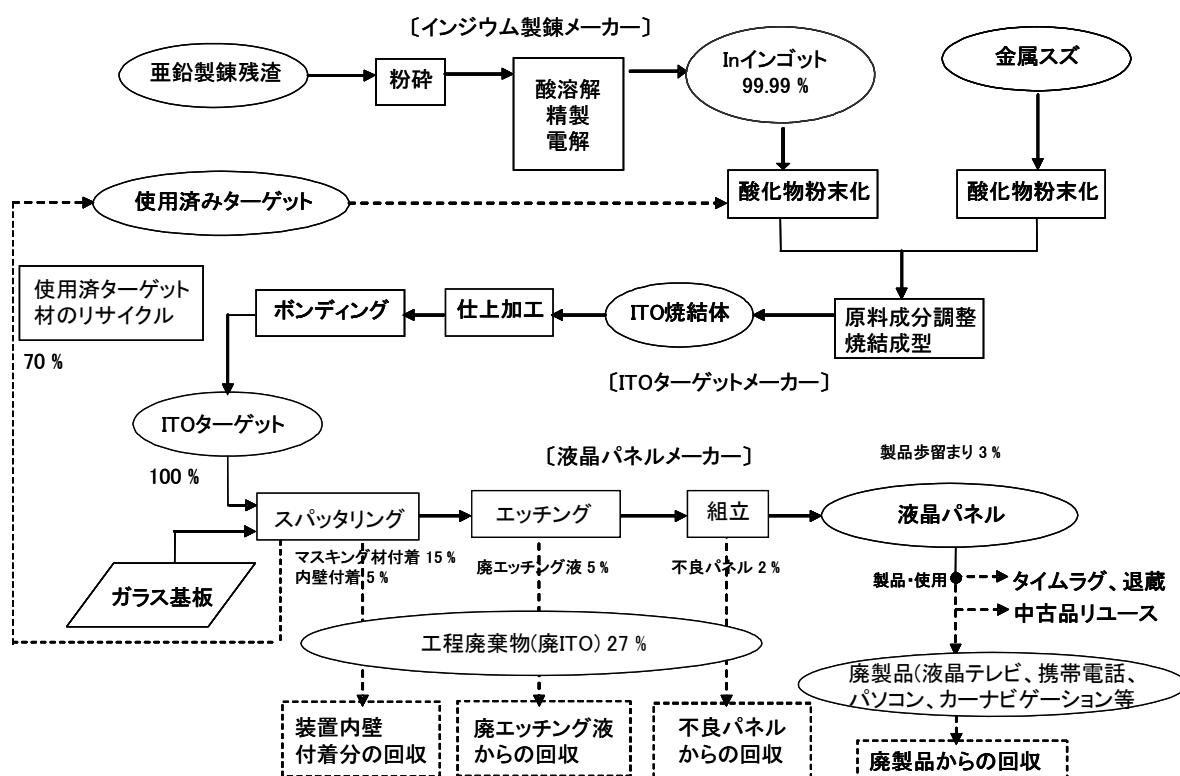 〔インジウム製錬メーカー〕
亜鉛製錬残渣
粉砕
酸溶解
精製
電解
Inインゴット
99.99 %
金属スズ
使用済みターゲット
酸化物粉末化
酸化物粉末化
使用済ターゲット
材のリサイクル
70 %
ボンディング
仕上加工
ITO焼結体
原料成分調整
焼結成型
〔ITOターゲットメーカー〕
ITOターゲット
100 %
〔液晶パネルメーカー〕
製品歩留まり 3 %
スパッタリング
エッチング
組立
液晶パネル
マスキング材付着 15 %
内壁付着 5 %
廃エッチング液 5 %
不良パネル 2 %
製品・使用
タイムラグ、退蔵
中古品リユース
ガラス基板
工程廃棄物(廃ITO) 27 %
廃製品(液晶テレビ、携帯電話、
パソコン、カーナビゲーション等
装置内壁
付着分の回収
廃エッチング液
からの回収
不良パネル
からの回収
廃製品からの回収